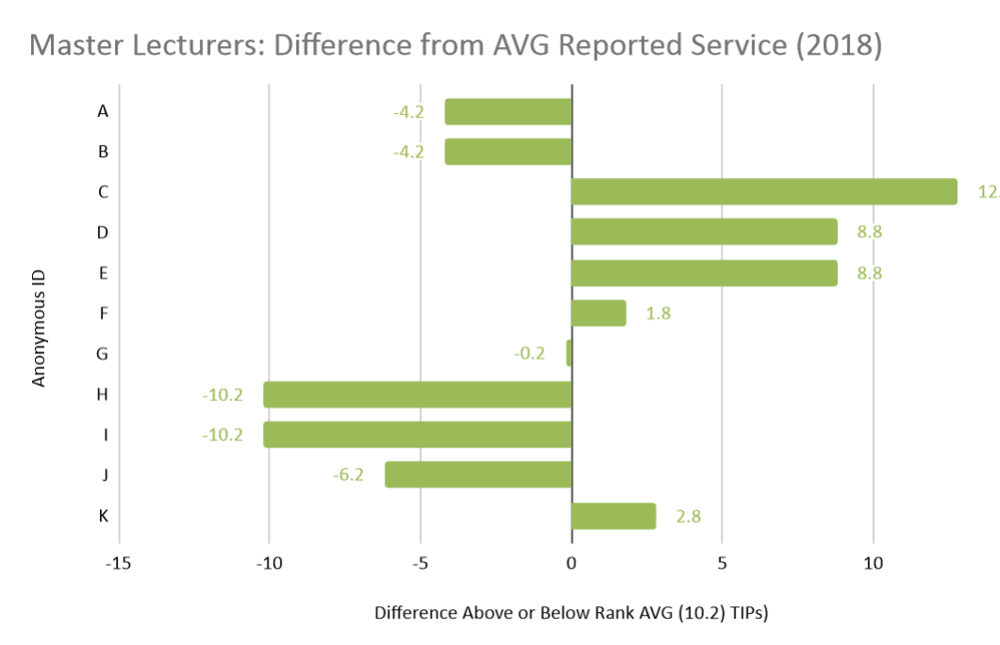 Master Lecturers: Difference from AVG Reported Service (2018)
A
-4.2
B
-4.2
C
12.
D
8.8
E
8.8
F
1.8
G
-0.2
H
-10.2
I
-10.2
J
-6.2
K
2.8
Anonymous ID
-15
-10
-5
0
5
10
Difference Above or Below Rank AVG (10.2) TIPs)